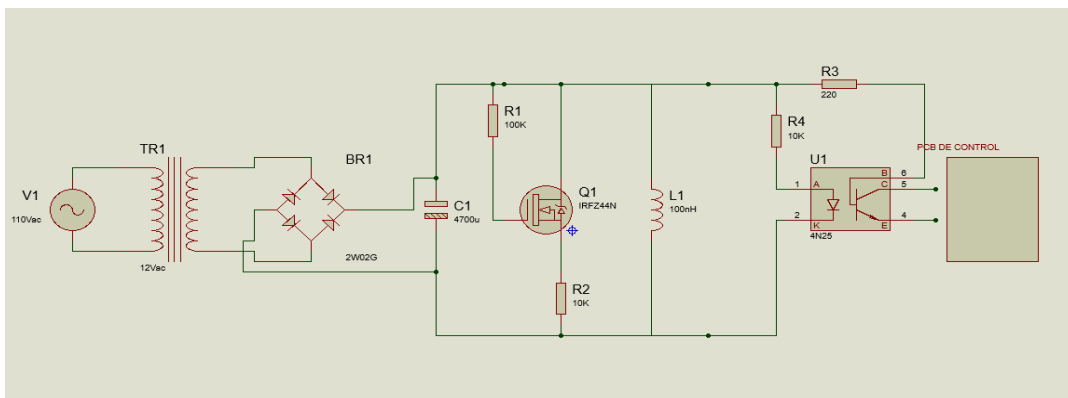 V1
110Vac
TR1
12Vac
BR1
2W02G
C1
4700u
R1
100K
Q1
IRFZ44N
R2
10K
L1
100nH
R3
220
R4
10K
U1
PCB DE CONTROL
1
A
B
6
C
5
2
K
E
4
4N25